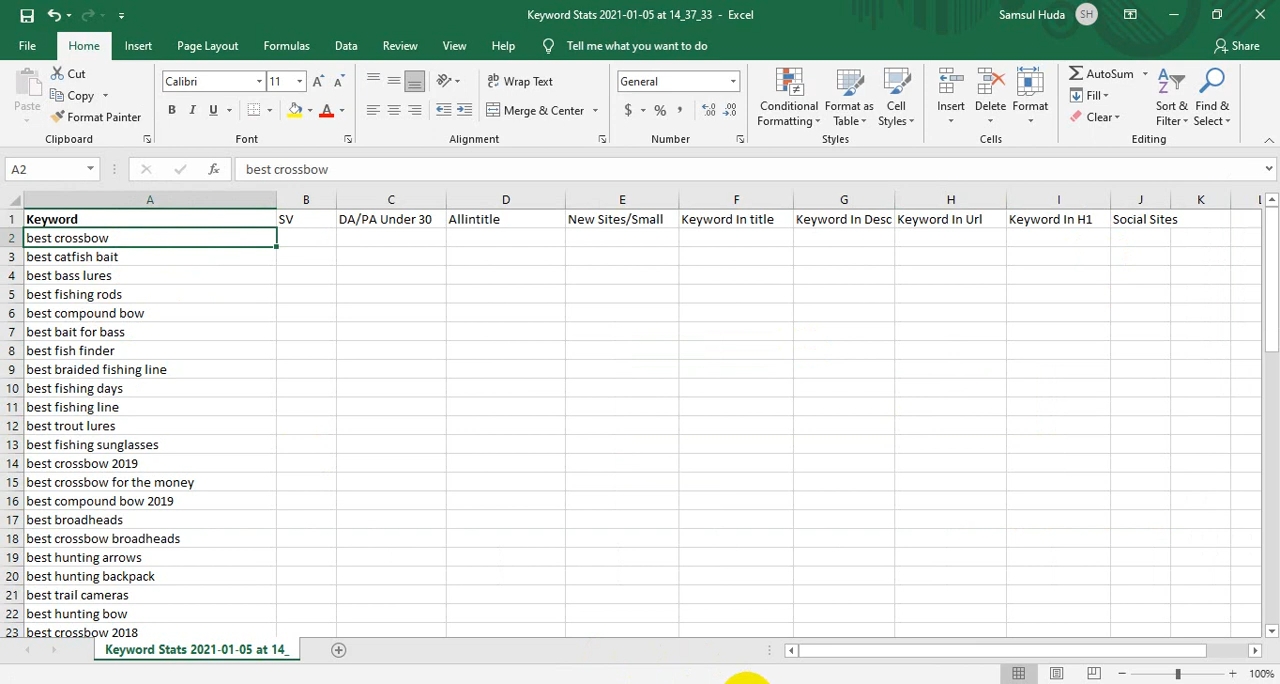 Keyword Stats 2021-01-05 at 14_37_33 - Excel
Samsul Huda SH
File Home Insert Page Layout Formulas Data Review View Help Tell me what you want to do Share
Paste Cut Copy Format Painter Clipboard
Calibri 11 A A B I U A Font
Wrap Text Merge & Center Alignment
General $ % , Number
Conditional Formatting Format as Table Cell Styles Styles
Insert Delete Format Cells
AutoSum Fill Clear Sort & Filter Find & Select Editing
A2 fx best crossbow
A B C D E F G H I J K L
1 Keyword SV DA/PA Under 30 Allintitle New Sites/Small Keyword In title Keyword In Desc Keyword In Url Keyword In H1 Social Sites
2 best crossbow
3 best catfish bait
4 best bass lures
5 best fishing rods
6 best compound bow
7 best bait for bass
8 best fish finder
9 best braided fishing line
10 best fishing days
11 best fishing line
12 best trout lures
13 best fishing sunglasses
14 best crossbow 2019
15 best crossbow for the money
16 best compound bow 2019
17 best broadheads
18 best crossbow broadheads
19 best hunting arrows
20 best hunting backpack
21 best trail cameras
22 best hunting bow
23 best crossbow 2018
Keyword Stats 2021-01-05 at 14_
100%